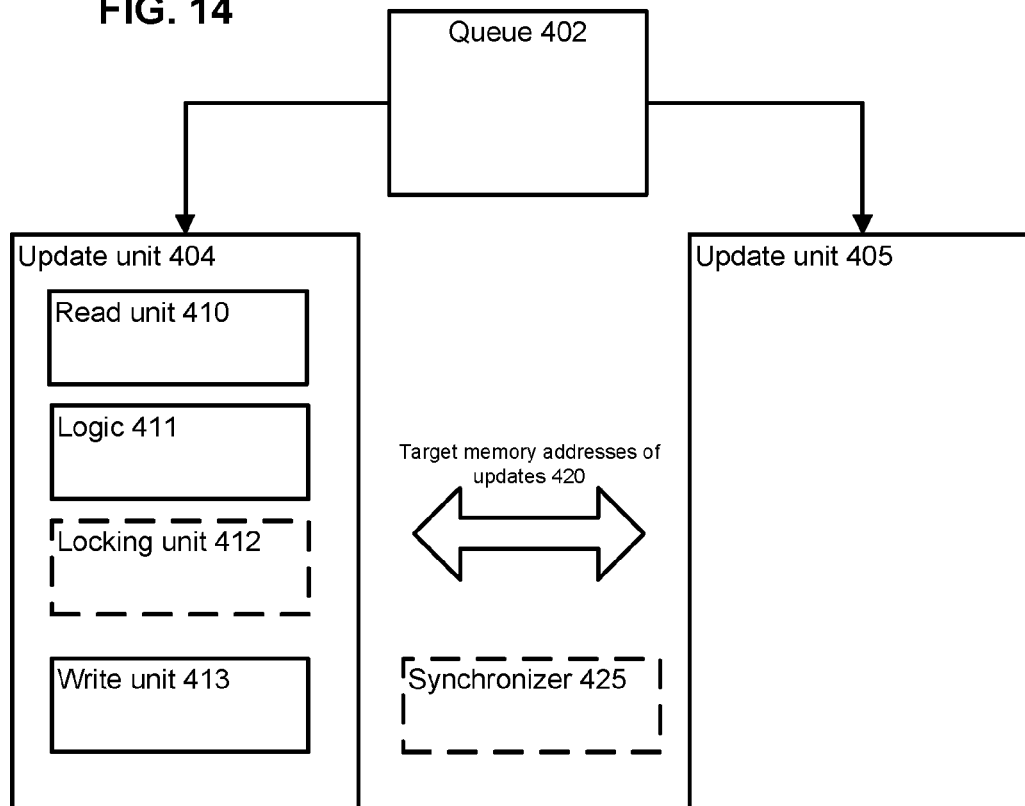 FIG. 14
Queue 402
Update unit 404
Update unit 405
Read unit 410
Logic 411
Target memory addresses of
updates 420
Locking unit 412
Write unit 413
Synchronizer 425